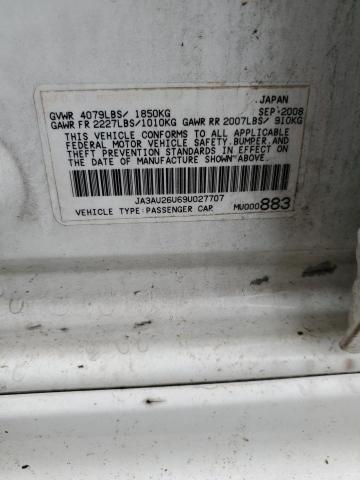 JAPAN
GVWR 4079LBS/ 1850KG SEP-2008
GAWR FR 2227LBS/1010KG GAWR RR 2007LBS/ 910KG
THIS VEHICLE CONFORMS TO ALL APPLICABLE
FEDERAL MOTOR VEHICLE SAFETY, BUMPER, AND
THEFT PREVENTION STANDARDS IN EFFECT ON
THE DATE OF MANUFACTURE SHOWN ABOVE.
JA3AU26U69U027707
VEHICLE TYPE:PASSENGER CAR MU000883